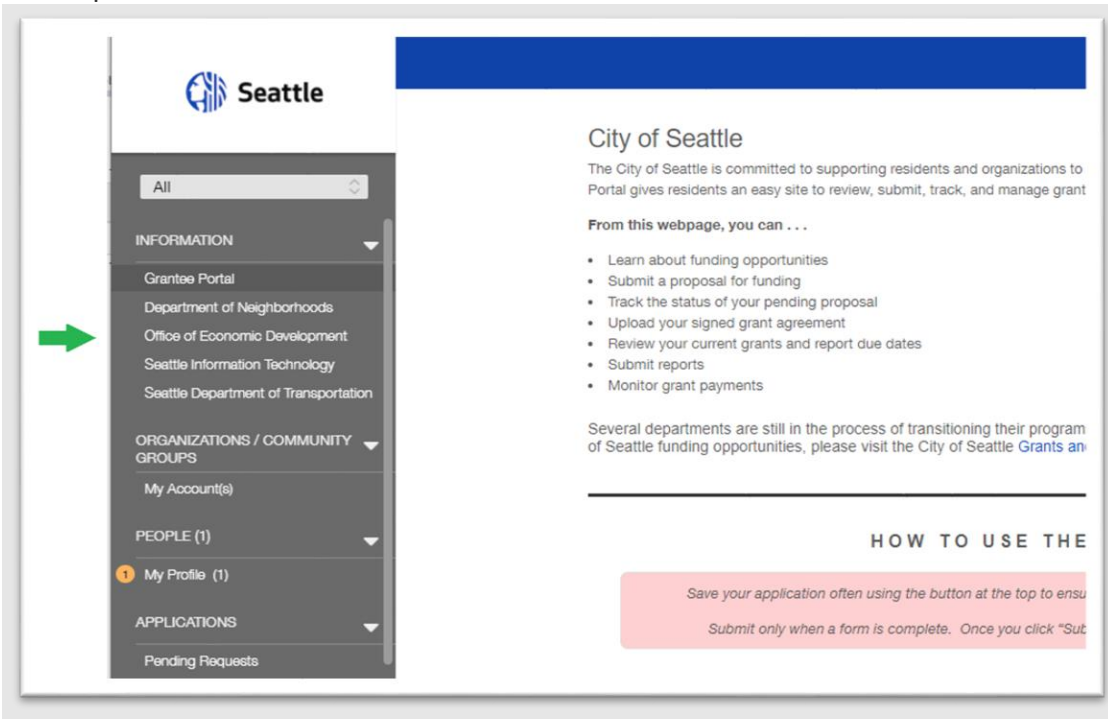 Seattle
All
INFORMATION
Grantee Portal
Department of Neighborhoods
Office of Economic Development
Seattle Information Technology
Seattle Department of Transportation
ORGANIZATIONS / COMMUNITY
GROUPS
My Account(s)
PEOPLE (1)
1 My Profile (1)
APPLICATIONS
Pending Requests
City of Seattle
The City of Seattle is committed to supporting residents and organizations to
Portal gives residents an easy site to review, submit, track, and manage grant
From this webpage, you can . . .
• Learn about funding opportunities
• Submit a proposal for funding
• Track the status of your pending proposal
• Upload your signed grant agreement
• Review your current grants and report due dates
• Submit reports
• Monitor grant payments
Several departments are still in the process of transitioning their program
of Seattle funding opportunities, please visit the City of Seattle Grants an
HOW TO USE THE
Save your application often using the button at the top to ensu
Submit only when a form is complete. Once you click "Sub